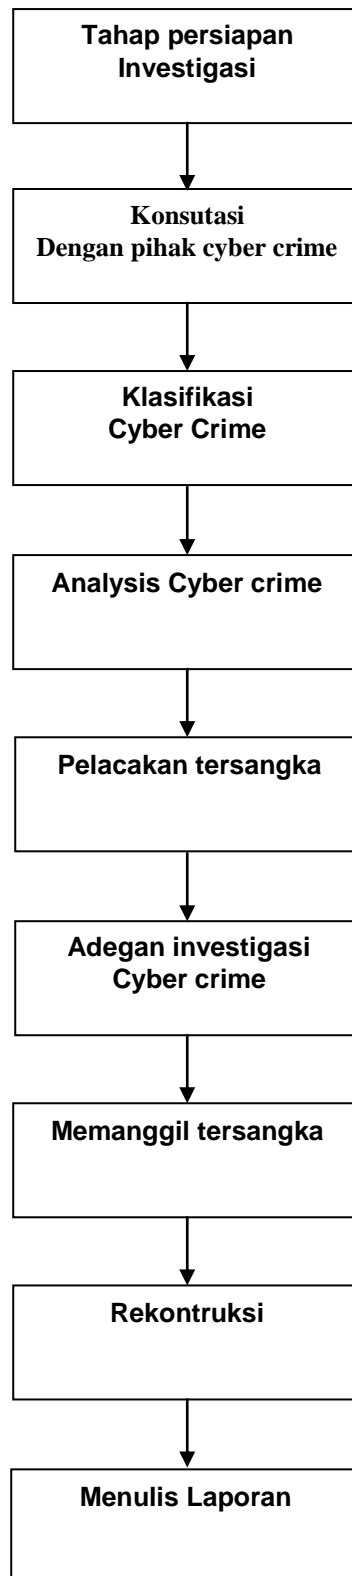 Tahap persiapan
Investigasi
Konsutasi
Dengan pihak cyber crime
Klasifikasi
Cyber Crime
Analysis Cyber crime
Pelacakan tersangka
Adegan investigasi
Cyber crime
Memanggil tersangka
Rekontruksi
Menulis Laporan